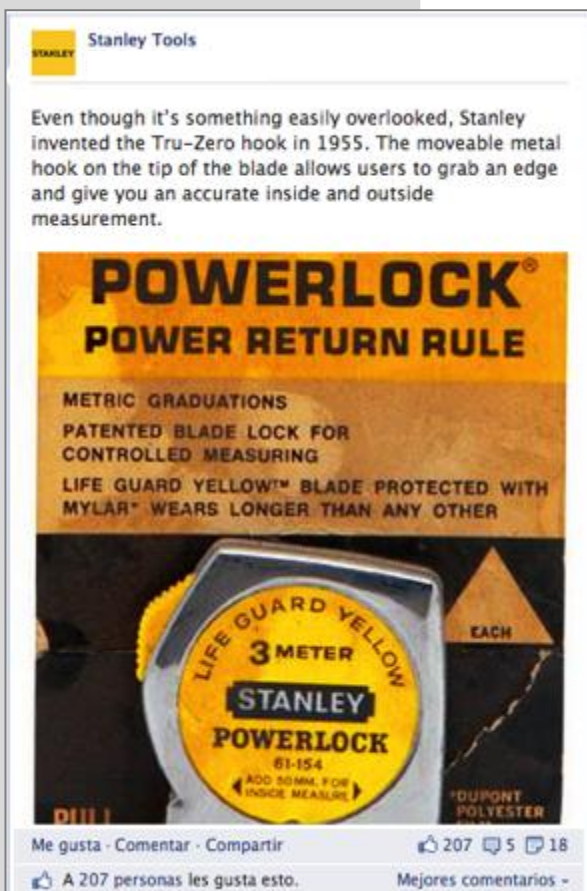 STANLEY
Stanley Tools
Even though it's something easily overlooked, Stanley
invented the Tru-Zero hook in 1955. The moveable metal
hook on the tip of the blade allows users to grab an edge
and give you an accurate inside and outside
measurement.
POWERLOCK®
POWER RETURN RULE
METRIC GRADUATIONS
PATENTED BLADE LOCK FOR
CONTROLLED MEASURING
LIFE GUARD YELLOW™ BLADE PROTECTED WITH
MYLAR* WEARS LONGER THAN ANY OTHER
LIFE GUARD YELLOW
3 METER
STANLEY
POWERLOCK
61-154
ADD 50 MM. FOR
INSIDE MEASURE
EACH
PULL
*DUPONT
POLYESTER
Me gusta · Comentar · Compartir 207 5 18
A 207 personas les gusta esto. Mejores comentarios